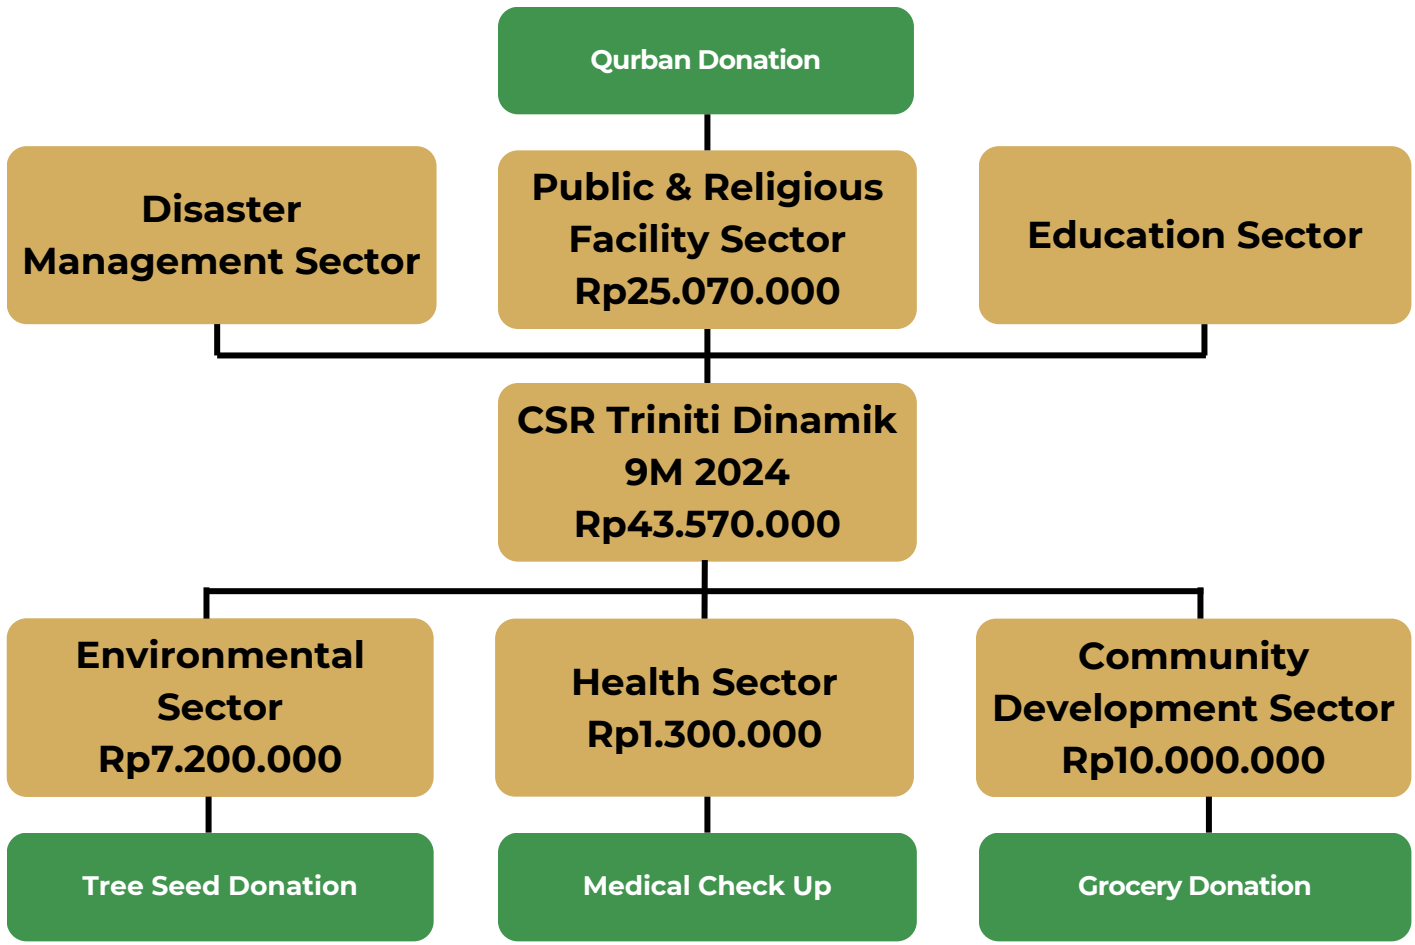 Qurban Donation
Disaster
Management Sector
Public & Religious
Facility Sector
Rp25.070.000
Education Sector
CSR Triniti Dinamik
9M 2024
Rp43.570.000
Environmental
Sector
Rp7.200.000
Health Sector
Rp1.300.000
Community
Development Sector
Rp10.000.000
Tree Seed Donation
Medical Check Up
Grocery Donation